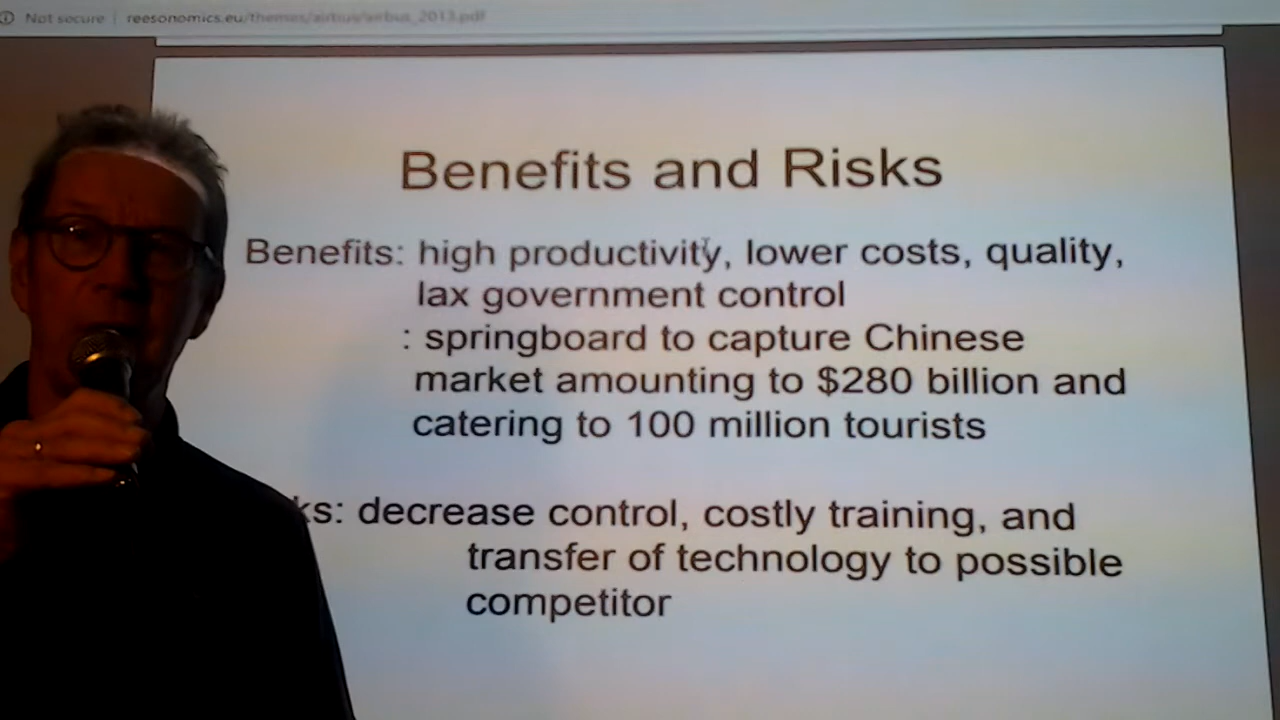 Not secure | reesonomics.eu/themes/airbus/airbus_2013.pdf
Benefits and Risks
Benefits: high productivity, lower costs, quality,
lax government control
: springboard to capture Chinese
market amounting to $280 billion and
catering to 100 million tourists
ks: decrease control, costly training, and
transfer of technology to possible
competitor